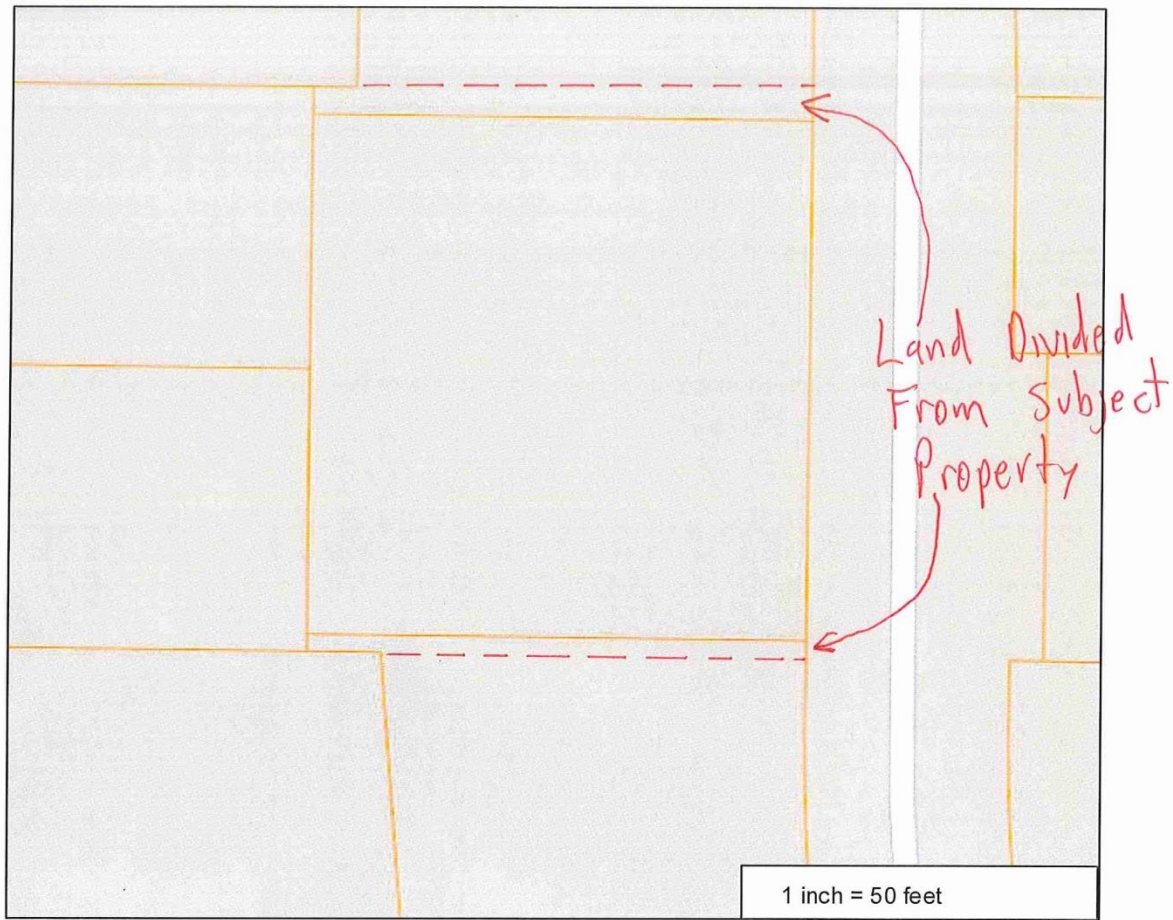 Land Divided
From Subject
Property
1 inch = 50 feet